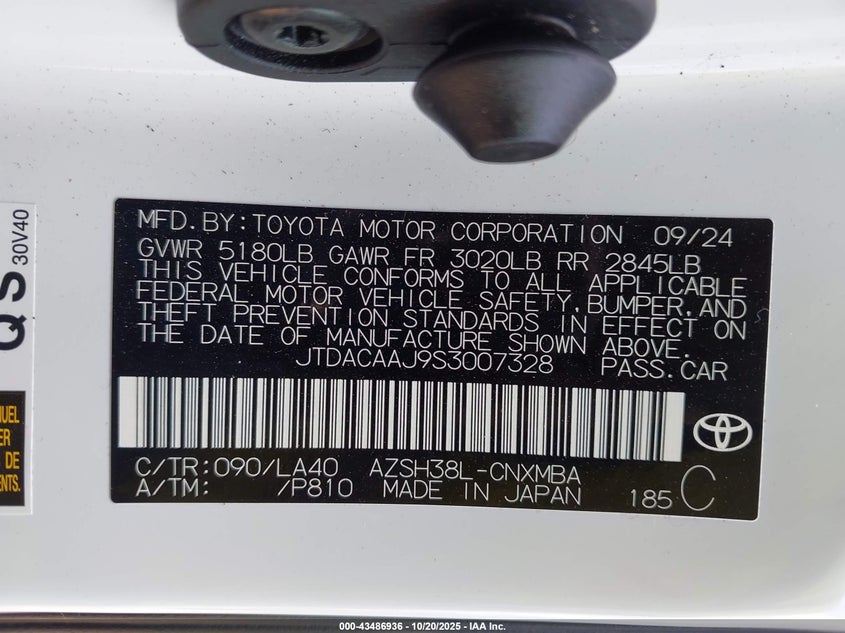 MFD. BY: TOYOTA MOTOR CORPORATION 09/24
GVWR 5180LB GAWR FR 3020LB RR 2845LB
THIS VEHICLE CONFORMS TO ALL APPLICABLE
FEDERAL MOTOR VEHICLE SAFETY, BUMPER, AND
THEFT PREVENTION STANDARDS IN EFFECT ON
THE DATE OF MANUFACTURE SHOWN ABOVE.
JTDACAAJ9S3007328 PASS. CAR
C/TR: 090/LA40 AZSH38L-CNXMBA
A/TM: /P810 MADE IN JAPAN 185 C
QS
30V40
DE
000-43486936 - 10/20/2025 - IAA Inc.